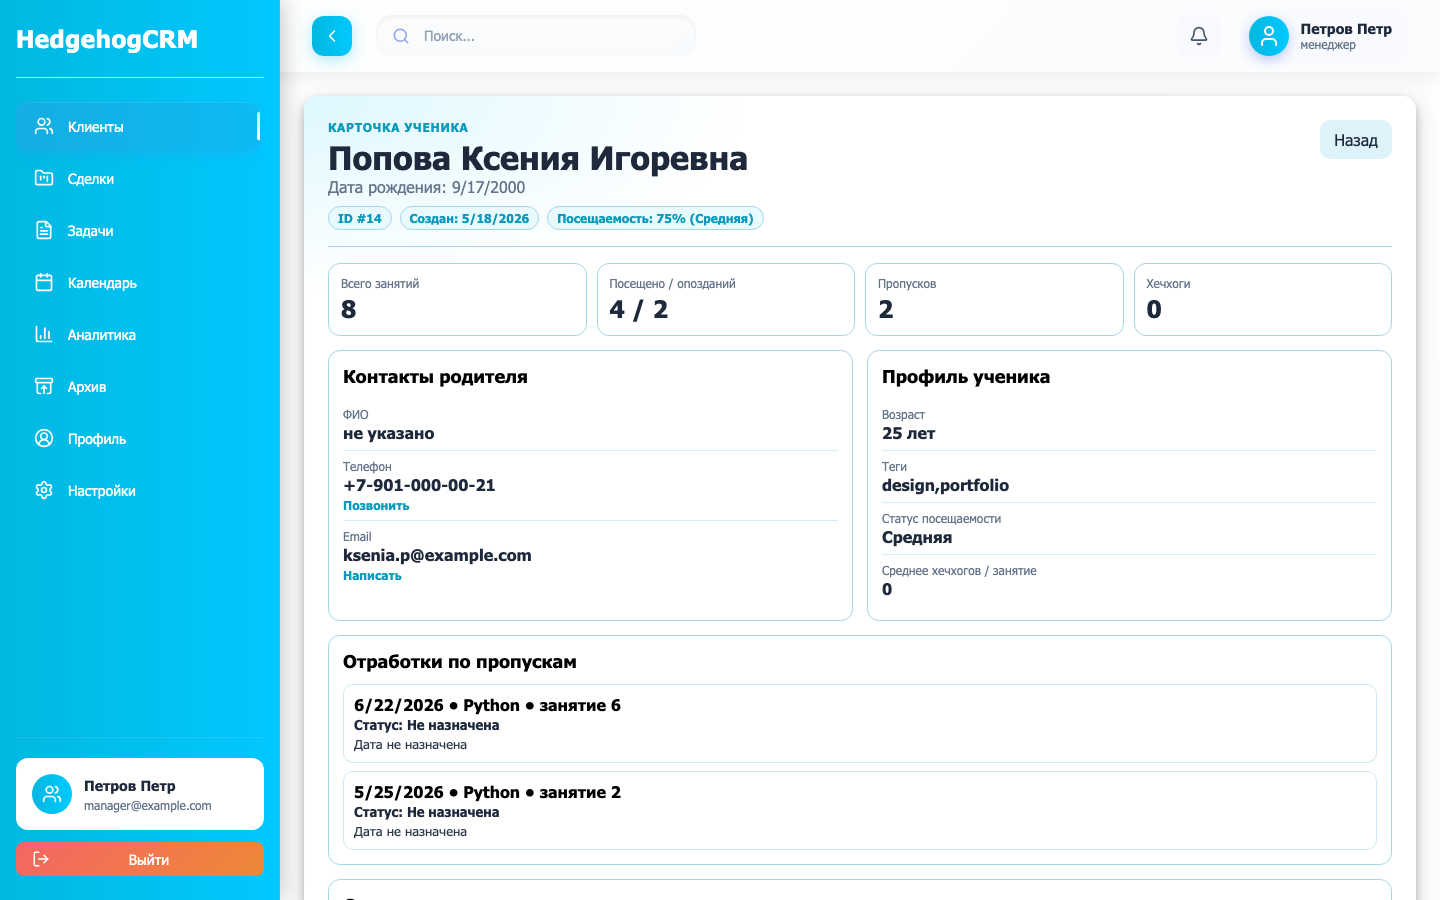 HedgehogCRM
Клиенты
Сделки
Задачи
Календарь
Аналитика
Архив
Профиль
Настройки
Петров Петр
manager@example.com
Выйти
Поиск...
Петров Петр
менеджер
КАРТОЧКА УЧЕНИКА
Попова Ксения Игоревна
Дата рождения: 9/17/2000
ID #14
Создан: 5/18/2026
Посещаемость: 75% (Средняя)
Назад
Всего занятий
8
Посещено / опозданий
4 / 2
Пропусков
2
Хечхоги
0
Контакты родителя
ФИО
не указано
Телефон
+7-901-000-00-21
Позвонить
Email
ksenia.p@example.com
Написать
Профиль ученика
Возраст
25 лет
Теги
design,portfolio
Статус посещаемости
Средняя
Среднее хечхогов / занятие
0
Отработки по пропускам
6/22/2026 • Python • занятие 6
Статус: Не назначена
Дата не назначена
5/25/2026 • Python • занятие 2
Статус: Не назначена
Дата не назначена